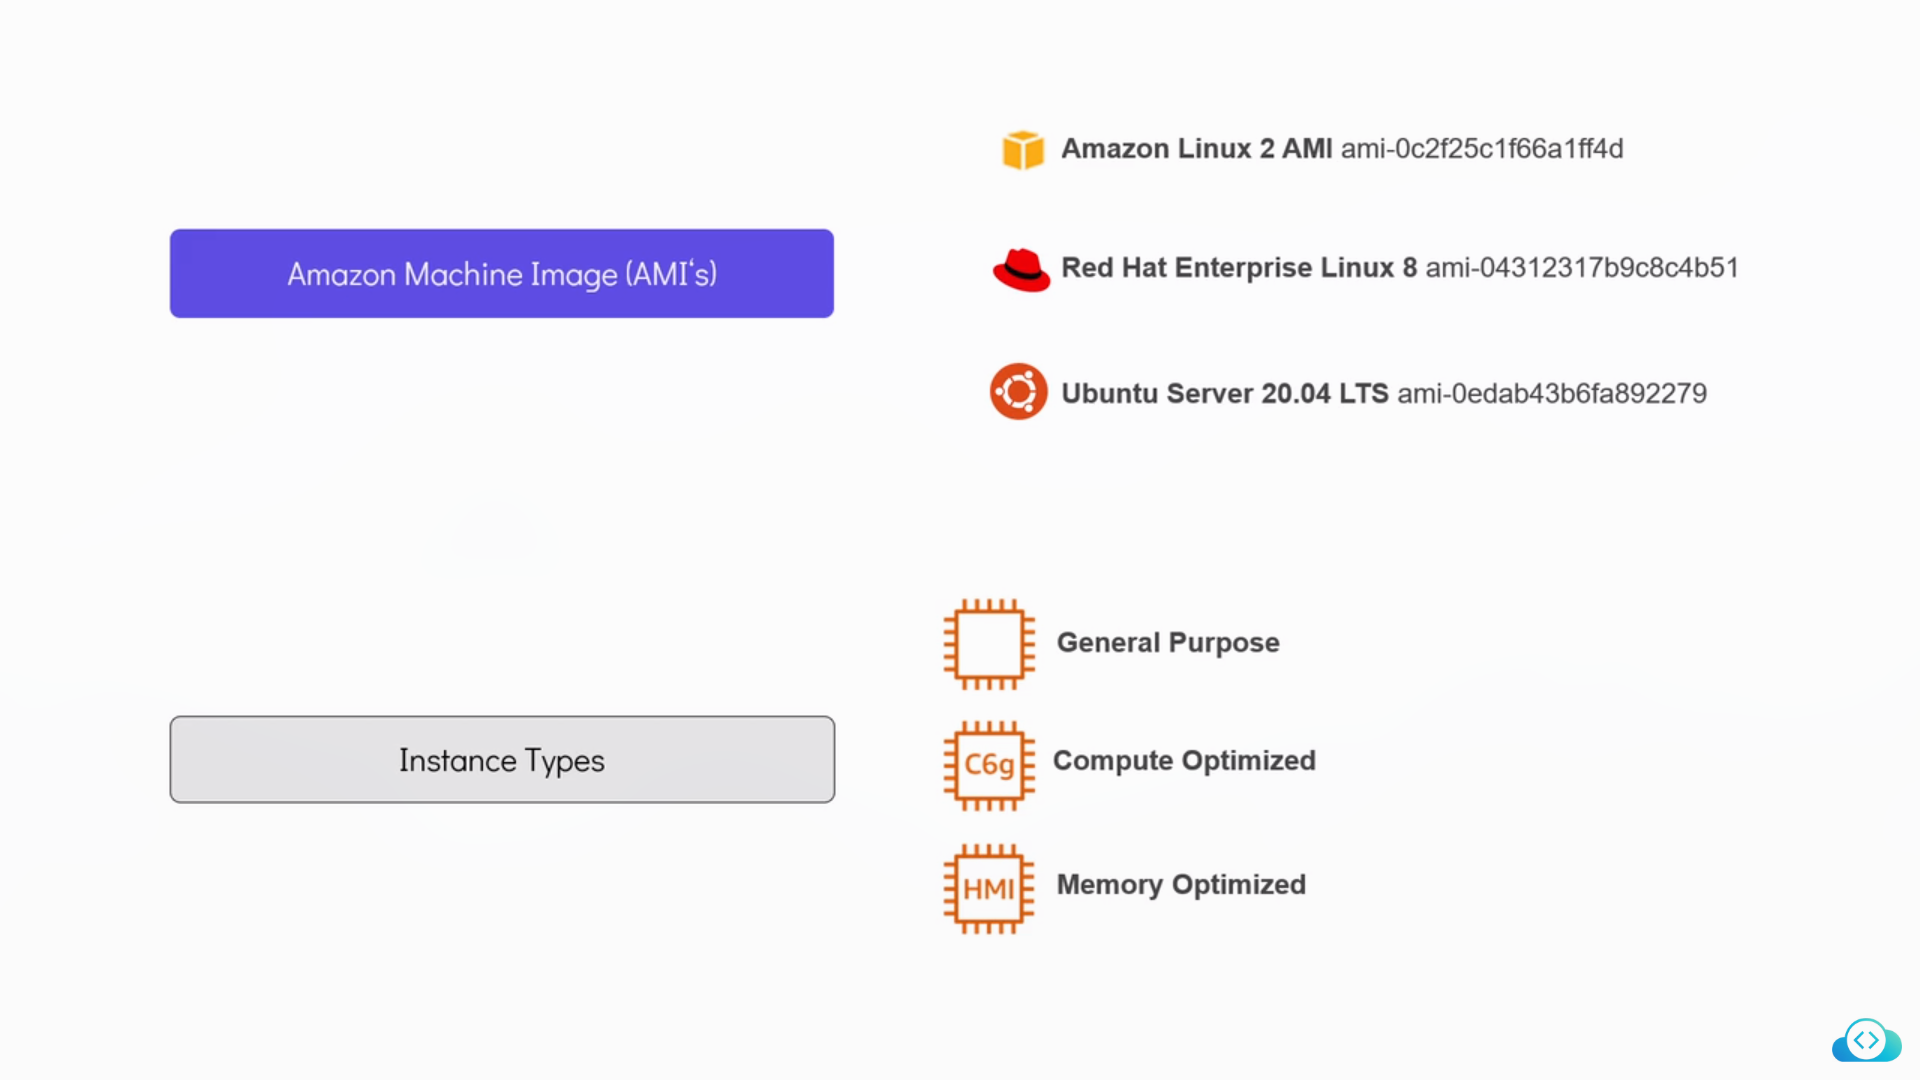 Amazon Machine Image (AMI‘s)
Amazon Linux 2 AMI ami-0c2f25c1f66a1ff4d
Red Hat Enterprise Linux 8 ami-04312317b9c8c4b51
Ubuntu Server 20.04 LTS ami-0edab43b6fa892279
Instance Types
General Purpose
C6g Compute Optimized
HMI Memory Optimized